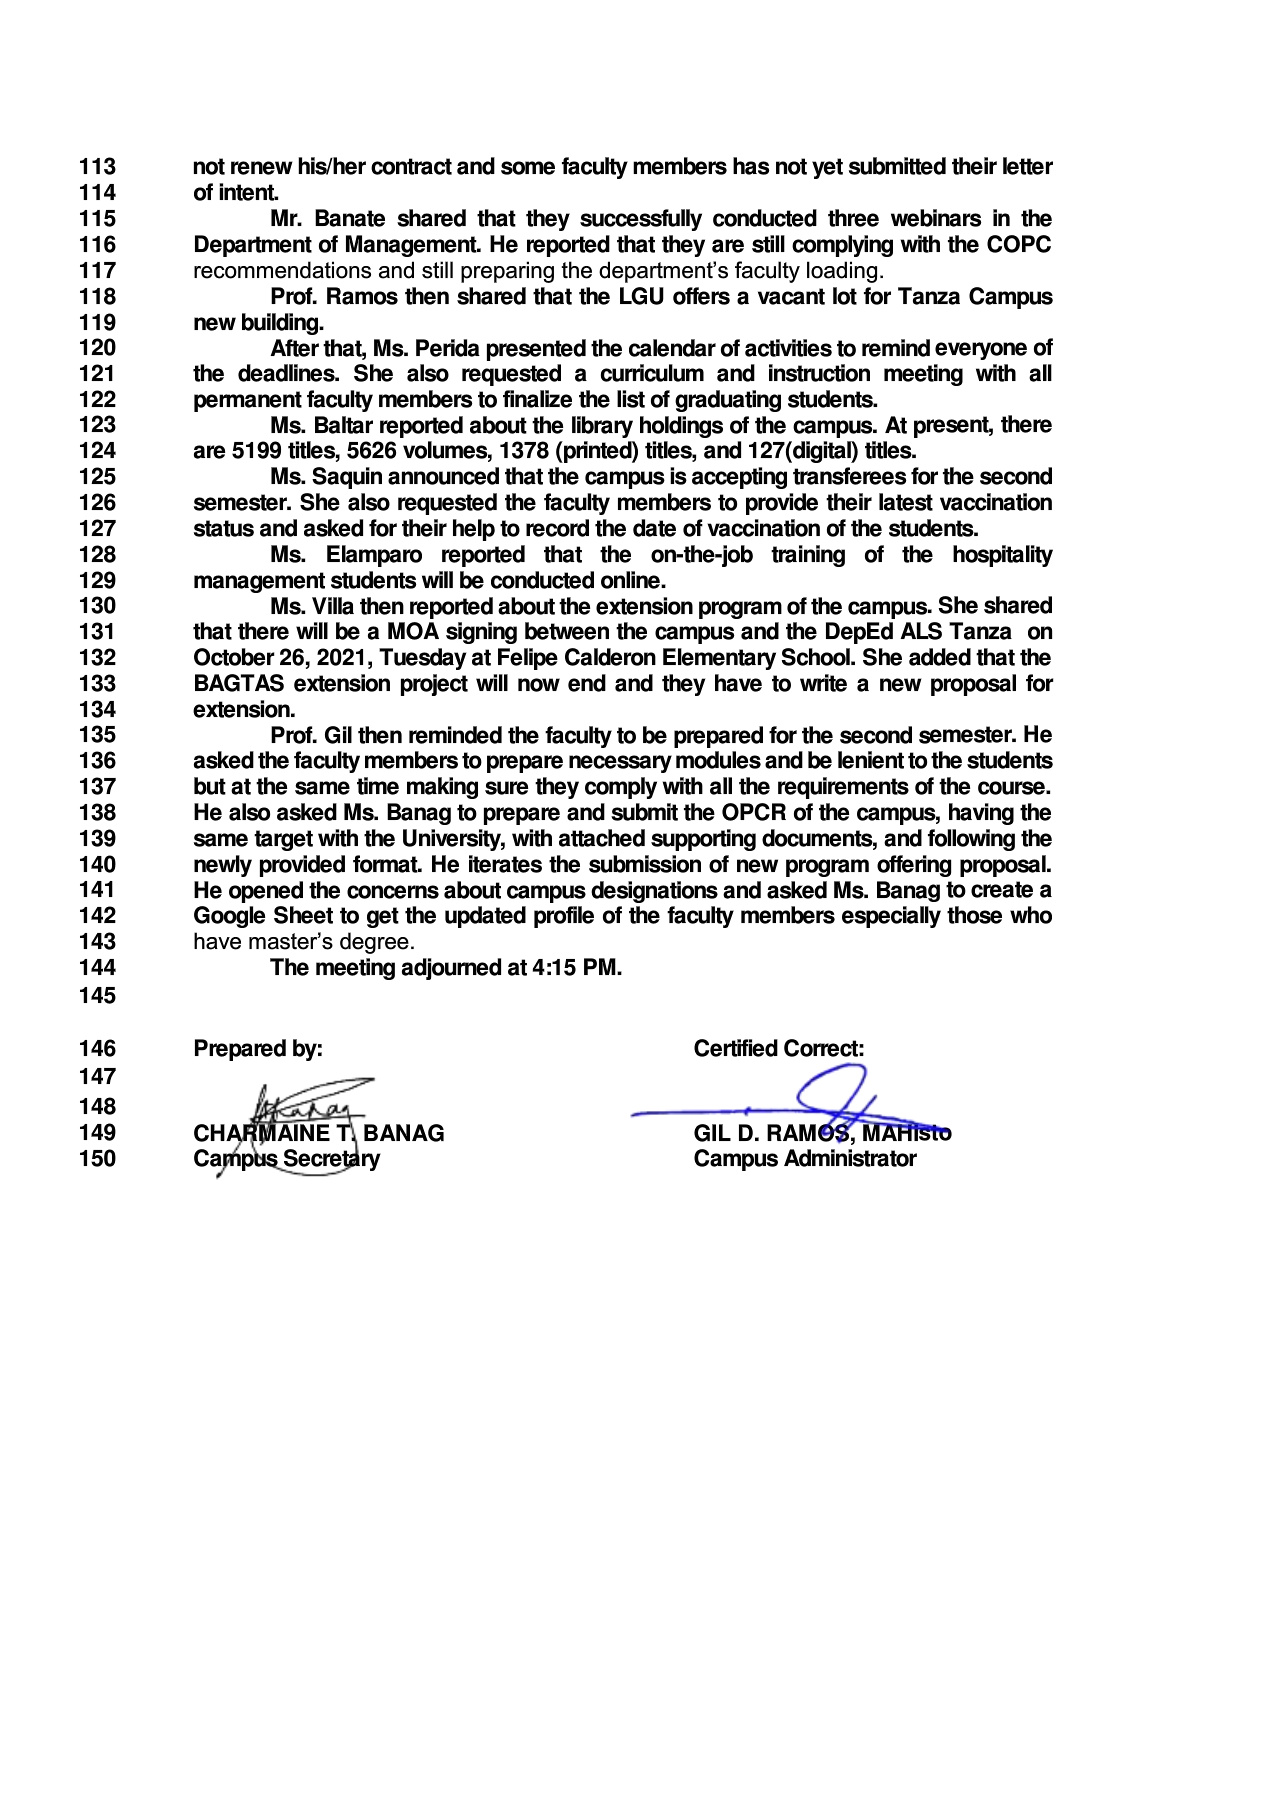 113 not renew his/her contract and some faculty members has not yet submitted their letter
114 of intent.
115 Mr. Banate shared that they successfully conducted three webinars in the
116 Department of Management. He reported that they are still complying with the COPC
117 recommendations and still preparing the department’s faculty loading.
118 Prof. Ramos then shared that the LGU offers a vacant lot for Tanza Campus
119 new building.
120 After that, Ms. Perida presented the calendar of activities to remind everyone of
121 the deadlines. She also requested a curriculum and instruction meeting with all
122 permanent faculty members to finalize the list of graduating students.
123 Ms. Baltar reported about the library holdings of the campus. At present, there
124 are 5199 titles, 5626 volumes, 1378 (printed) titles, and 127(digital) titles.
125 Ms. Saquin announced that the campus is accepting transferees for the second
126 semester. She also requested the faculty members to provide their latest vaccination
127 status and asked for their help to record the date of vaccination of the students.
128 Ms. Elamparo reported that the on-the-job training of the hospitality
129 management students will be conducted online.
130 Ms. Villa then reported about the extension program of the campus. She shared
131 that there will be a MOA signing between the campus and the DepEd ALS Tanza on
132 October 26, 2021, Tuesday at Felipe Calderon Elementary School. She added that the
133 BAGTAS extension project will now end and they have to write a new proposal for
134 extension.
135 Prof. Gil then reminded the faculty to be prepared for the second semester. He
136 asked the faculty members to prepare necessary modules and be lenient to the students
137 but at the same time making sure they comply with all the requirements of the course.
138 He also asked Ms. Banag to prepare and submit the OPCR of the campus, having the
139 same target with the University, with attached supporting documents, and following the
140 newly provided format. He iterates the submission of new program offering proposal.
141 He opened the concerns about campus designations and asked Ms. Banag to create a
142 Google Sheet to get the updated profile of the faculty members especially those who
143 have master’s degree.
144 The meeting adjourned at 4:15 PM.
145
146 Prepared by: Certified Correct:
147
148
149 CHARMAINE T. BANAG GIL D. RAMOS, MAHisto
150 Campus Secretary Campus Administrator